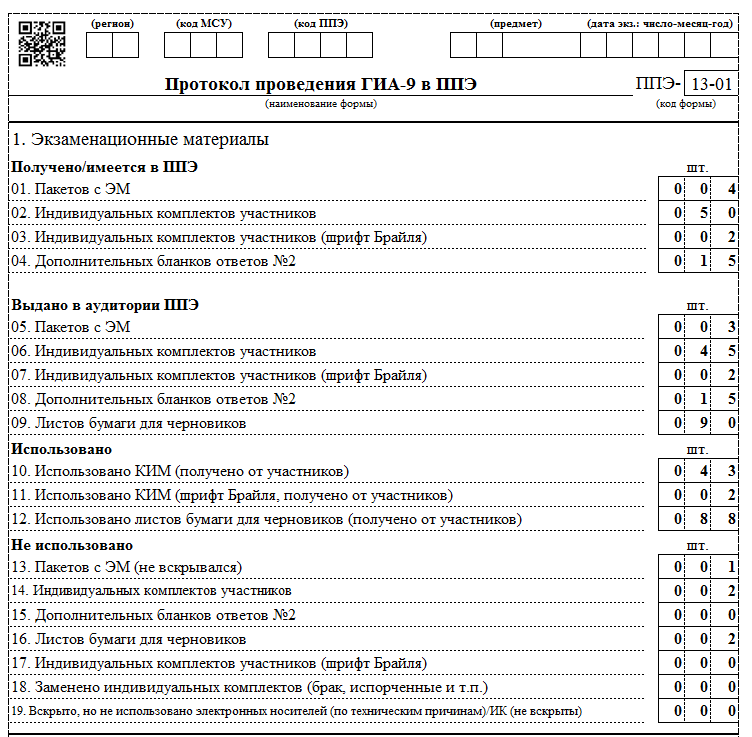 (регион) (код МСУ) (код ППЭ) (предмет) (дата экз.: число-месяц-год)
Протокол проведения ГИА-9 в ППЭ ППЭ- 13-01
(наименование формы) (код формы)
1. Экзаменационные материалы
Получено/имеется в ППЭ шт.
01. Пакетов с ЭМ 0 0 4
02. Индивидуальных комплектов участников 0 5 0
03. Индивидуальных комплектов участников (шрифт Брайля) 0 0 2
04. Дополнительных бланков ответов №2 0 1 5
Выдано в аудитории ППЭ шт.
05. Пакетов с ЭМ 0 0 3
06. Индивидуальных комплектов участников 0 4 5
07. Индивидуальных комплектов участников (шрифт Брайля) 0 0 2
08. Дополнительных бланков ответов №2 0 1 5
09. Листов бумаги для черновиков 0 9 0
Использовано шт.
10. Использовано КИМ (получено от участников) 0 4 3
11. Использовано КИМ (шрифт Брайля, получено от участников) 0 0 2
12. Использовано листов бумаги для черновиков (получено от участников) 0 8 8
Не использовано шт.
13. Пакетов с ЭМ (не вскрывался) 0 0 1
14. Индивидуальных комплектов участников 0 0 2
15. Дополнительных бланков ответов №2 0 0 0
16. Листов бумаги для черновиков 0 0 2
17. Индивидуальных комплектов участников (шрифт Брайля) 0 0 0
18. Заменено индивидуальных комплектов (брак, испорченные и т.п.) 0 0 0
19. Вскрыто, но не использовано электронных носителей (по техническим причинам)/ИК (не вскрыты) 0 0 0